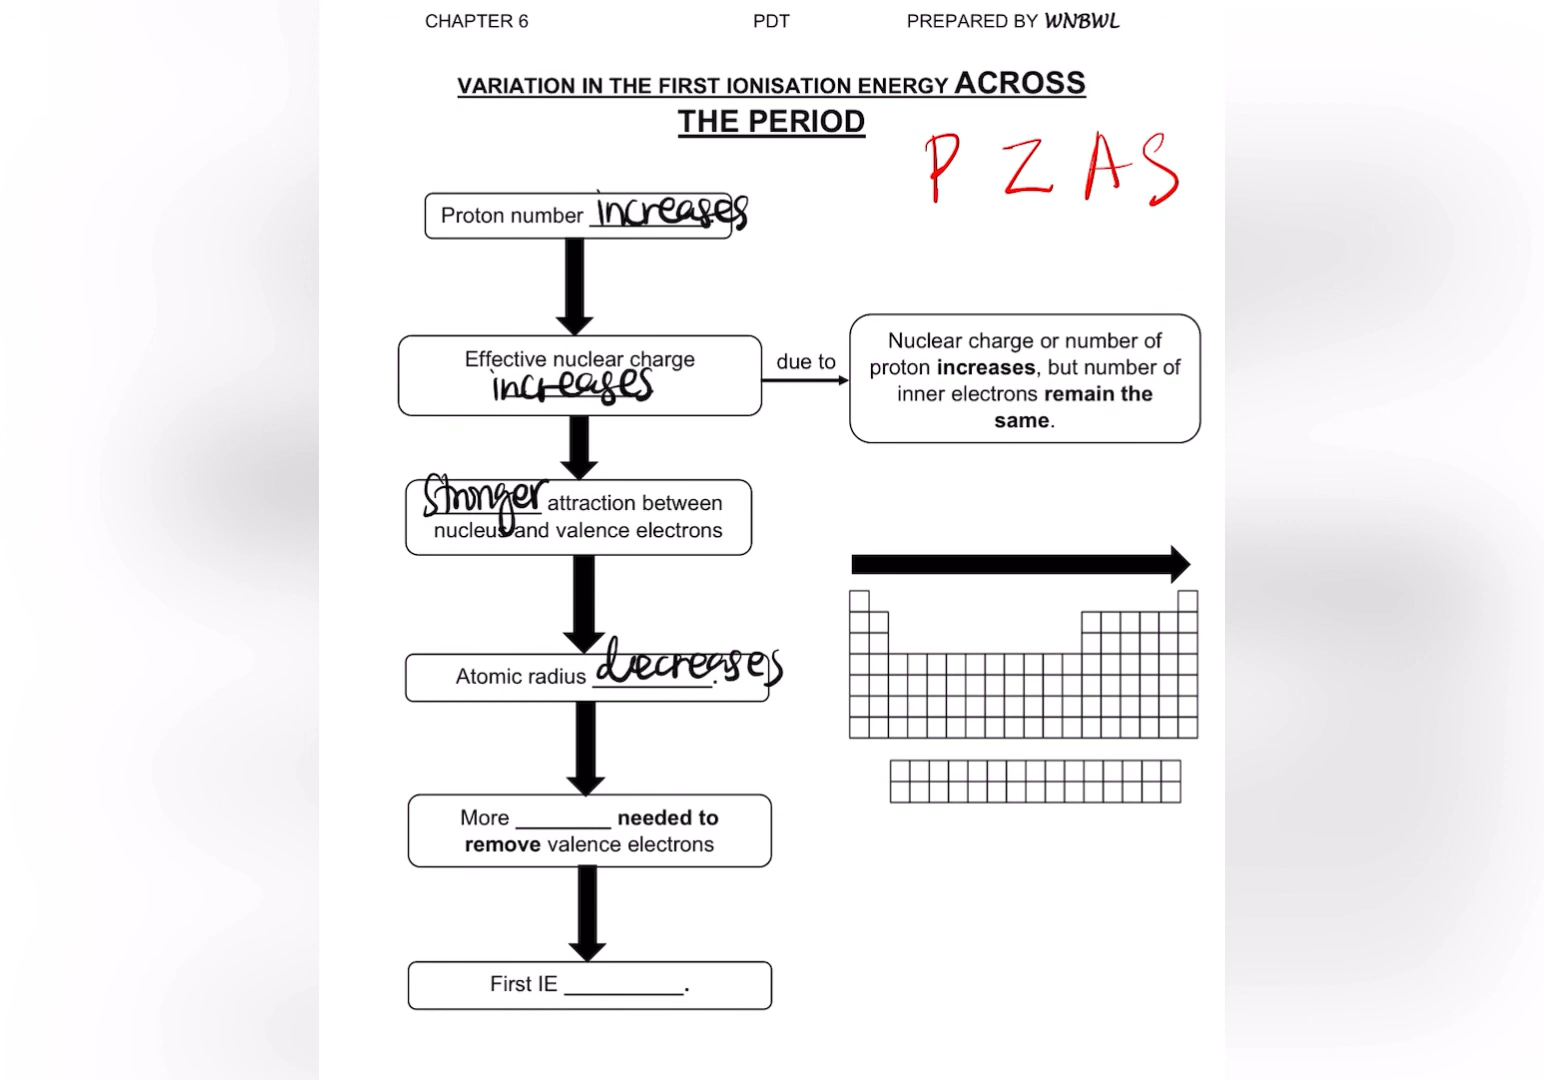 CHAPTER 6 PDT PREPARED BY WNBWL
VARIATION IN THE FIRST IONISATION ENERGY ACROSS
THE PERIOD
P Z A S
Proton number increases
Effective nuclear charge
increases
due to
Nuclear charge or number of
proton increases, but number of
inner electrons remain the
same.
Stronger attraction between
nucleus and valence electrons
Atomic radius decreases.
More ________ needed to
remove valence electrons
First IE __________.